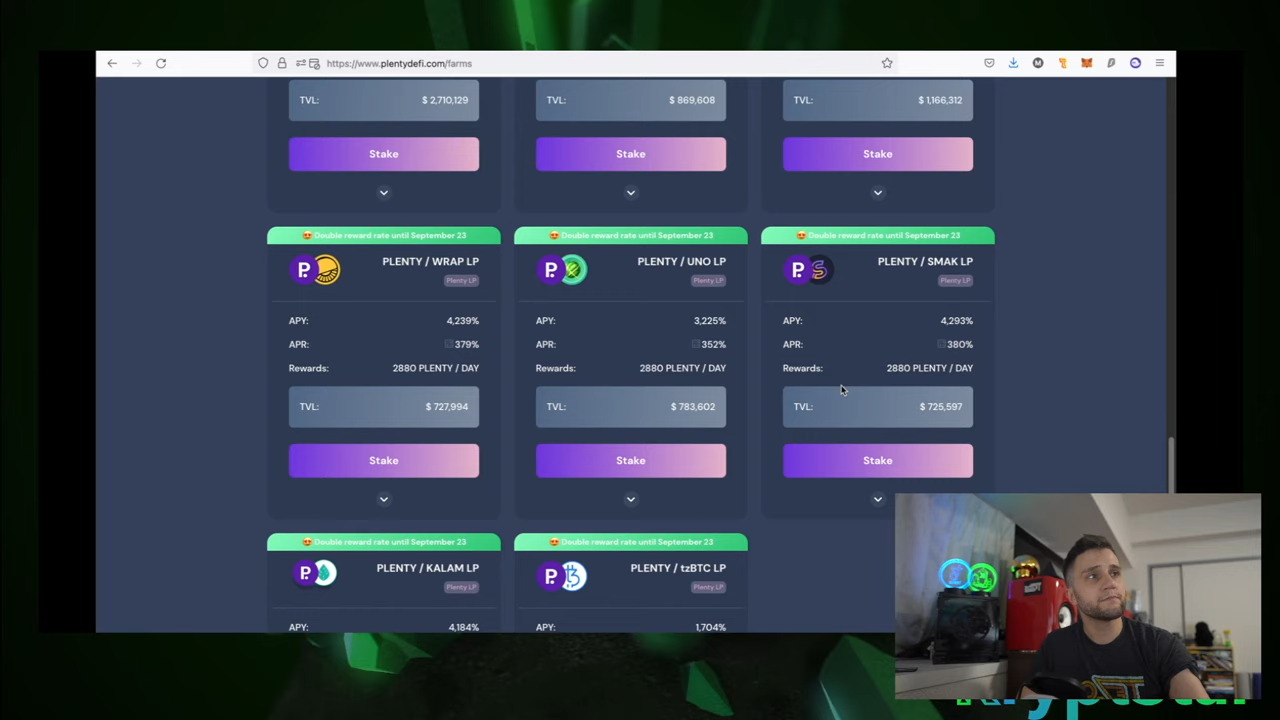 https://www.plentydefi.com/farms
TVL: $ 2,710,129
TVL: $ 869,608
TVL: $ 1,166,312
Stake
Stake
Stake
Double reward rate until September 23
Double reward rate until September 23
Double reward rate until September 23
PLENTY / WRAP LP
Plenty LP
APY: 4,239%
APR: 379%
Rewards: 2880 PLENTY / DAY
TVL: $ 727,994
Stake
PLENTY / UNO LP
Plenty LP
APY: 3,225%
APR: 352%
Rewards: 2880 PLENTY / DAY
TVL: $ 783,602
Stake
PLENTY / SMAK LP
Plenty LP
APY: 4,293%
APR: 380%
Rewards: 2880 PLENTY / DAY
TVL: $ 725,597
Stake
Double reward rate until September 23
Double reward rate until September 23
PLENTY / KALAM LP
Plenty LP
APY: 4,184%
PLENTY / tzBTC LP
Plenty LP
APY: 1,704%